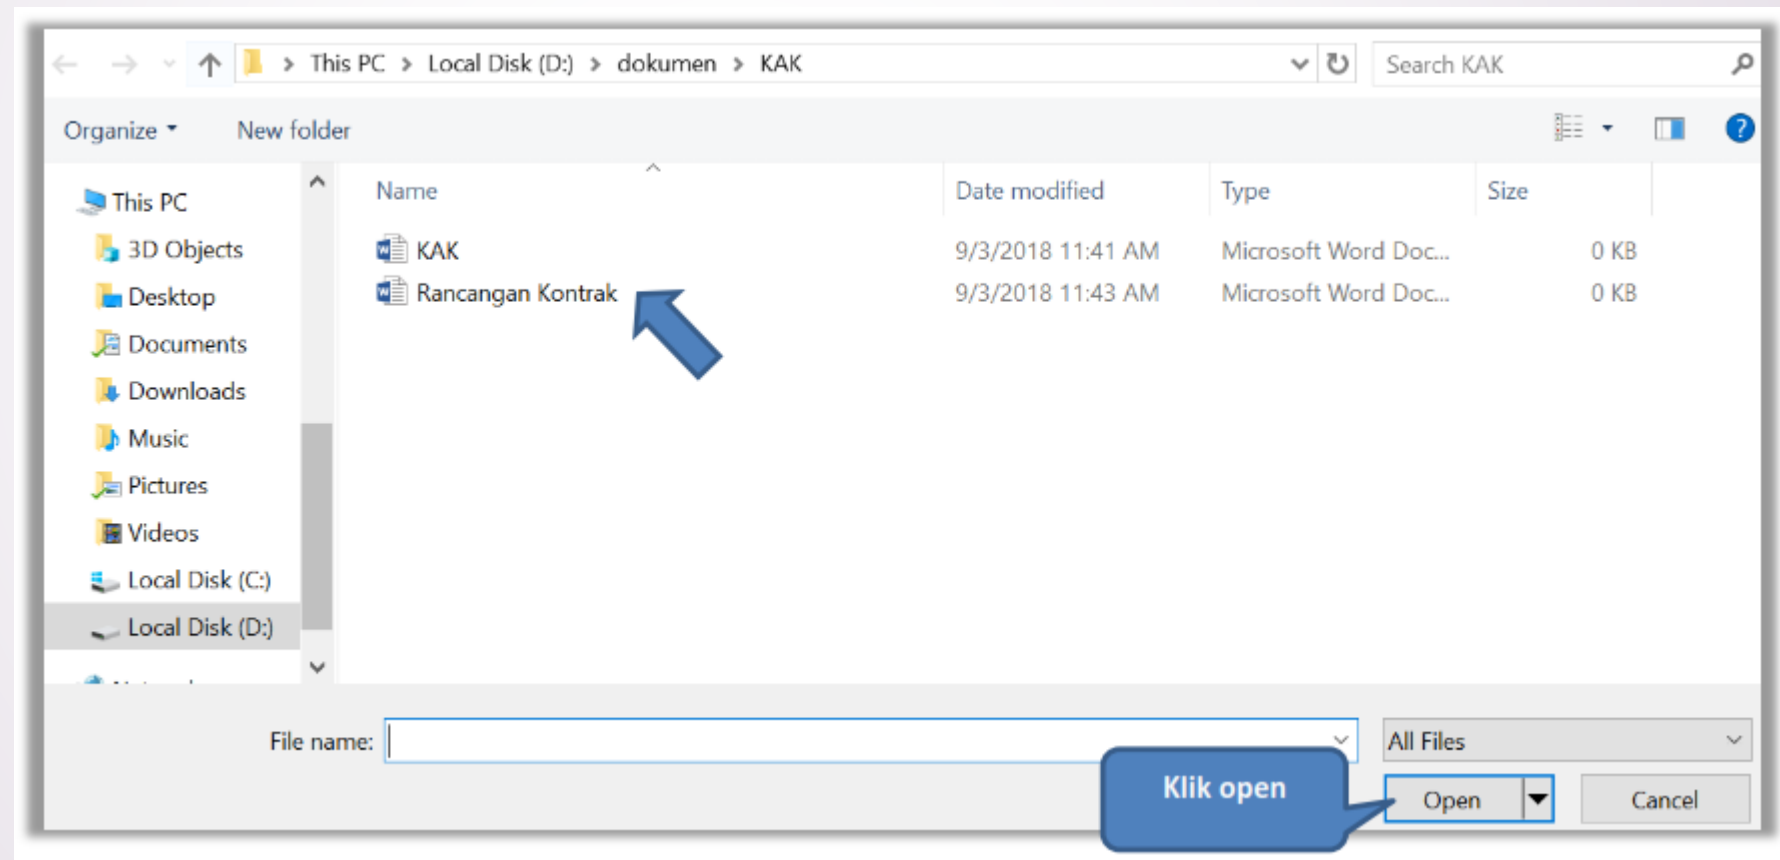 This PC > Local Disk (D:) > dokumen > KAK
Search KAK
Organize
New folder
Name Date modified Type Size
KAK 9/3/2018 11:41 AM Microsoft Word Doc... 0 KB
Rancangan Kontrak 9/3/2018 11:43 AM Microsoft Word Doc... 0 KB
This PC
3D Objects
Desktop
Documents
Downloads
Music
Pictures
Videos
Local Disk (C:)
Local Disk (D:)
File name:
All Files
Klik open
Open
Cancel